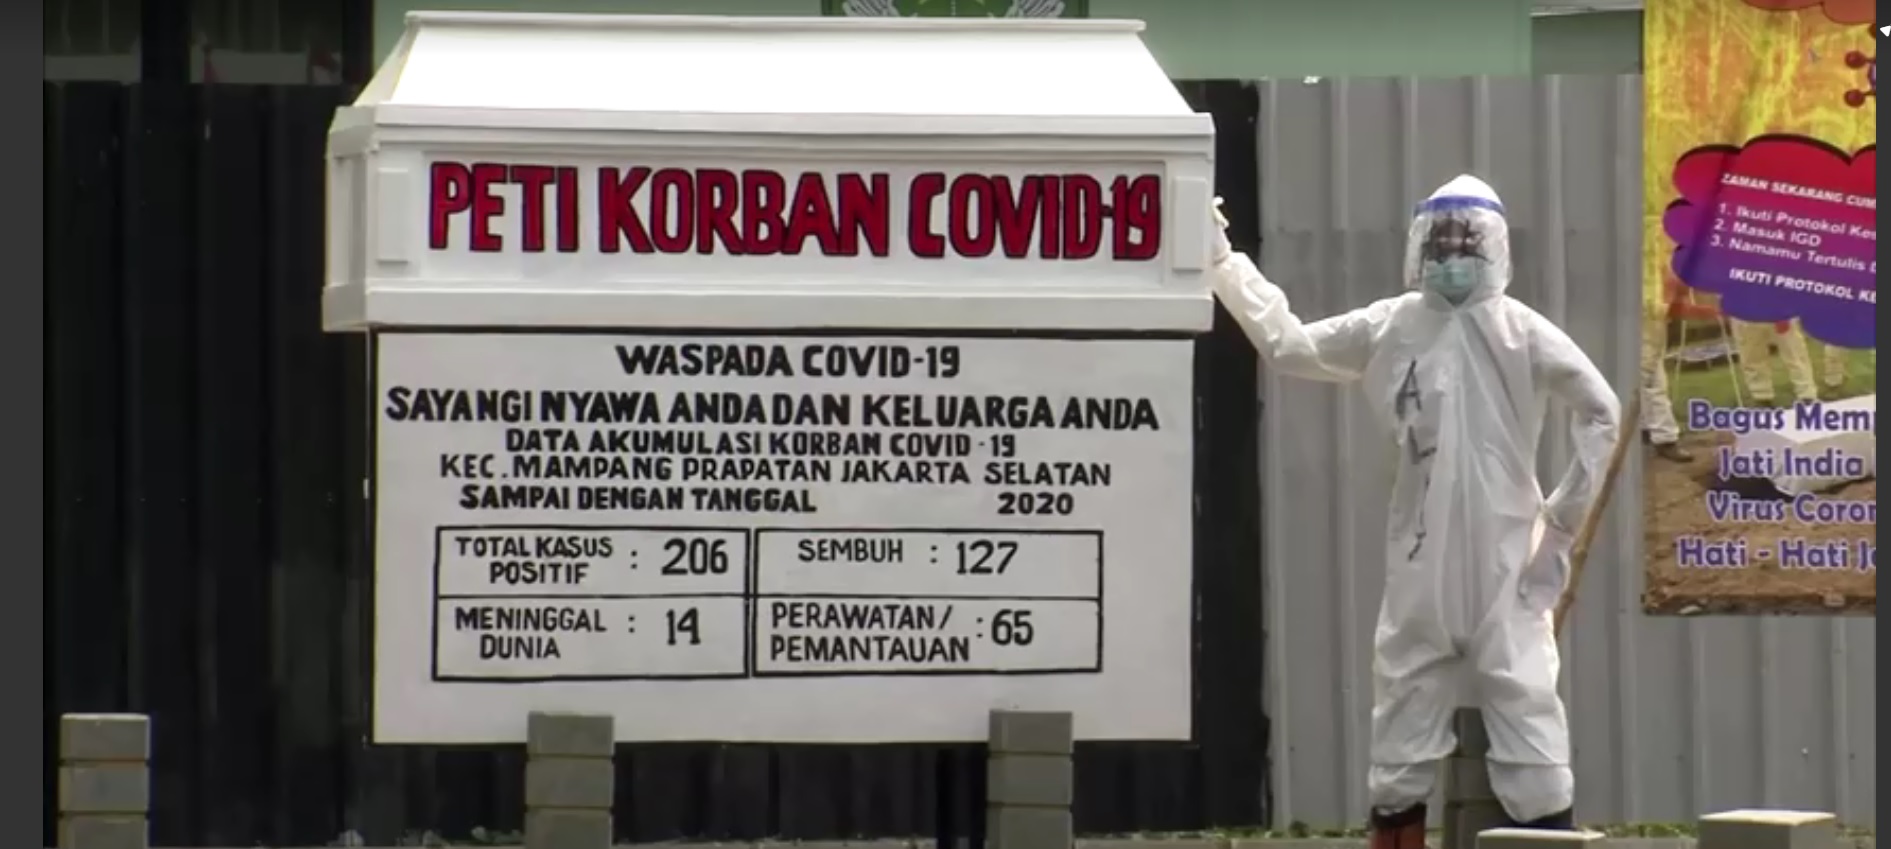 PETI KORBAN COVID-19
WASPADA COVID-19
SAYANGI NYAWA ANDA DAN KELUARGA ANDA
DATA AKUMULASI KORBAN COVID-19
KEC. MAMPANG PRAPATAN JAKARTA SELATAN
SAMPAI DENGAN TANGGAL 2020
TOTAL KASUS POSITIF : 206
SEMBUH : 127
MENINGGAL DUNIA : 14
PERAWATAN/ PEMANTAUAN : 65
ZAMAN SEKARANG
1. Ikuti Protokol
2. Masuk IGD
3. Namamu Tertulis
IKUTI PROTOKOL
Bagus
Jati India
Virus
Hati - Hati